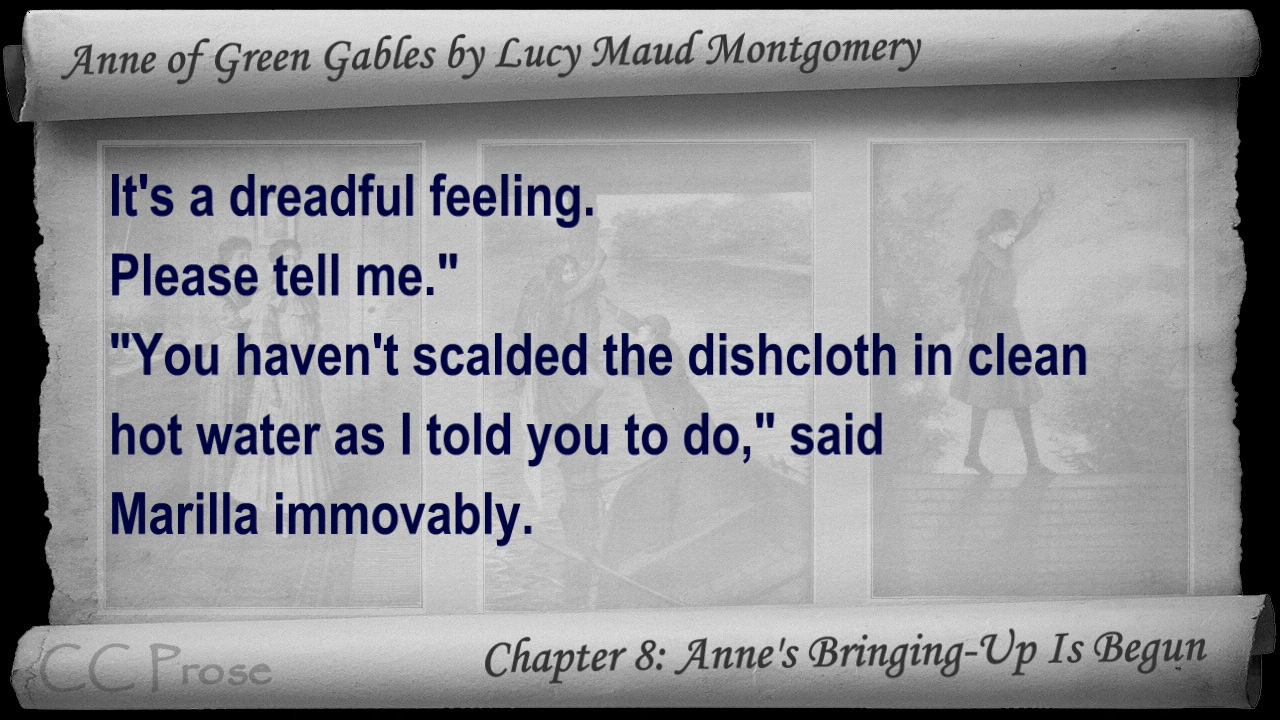 Anne of Green Gables by Lucy Maud Montgomery
It's a dreadful feeling.
Please tell me."
"You haven't scalded the dishcloth in clean
hot water as I told you to do," said
Marilla immovably.
CC Prose
Chapter 8: Anne's Bringing-Up Is Begun